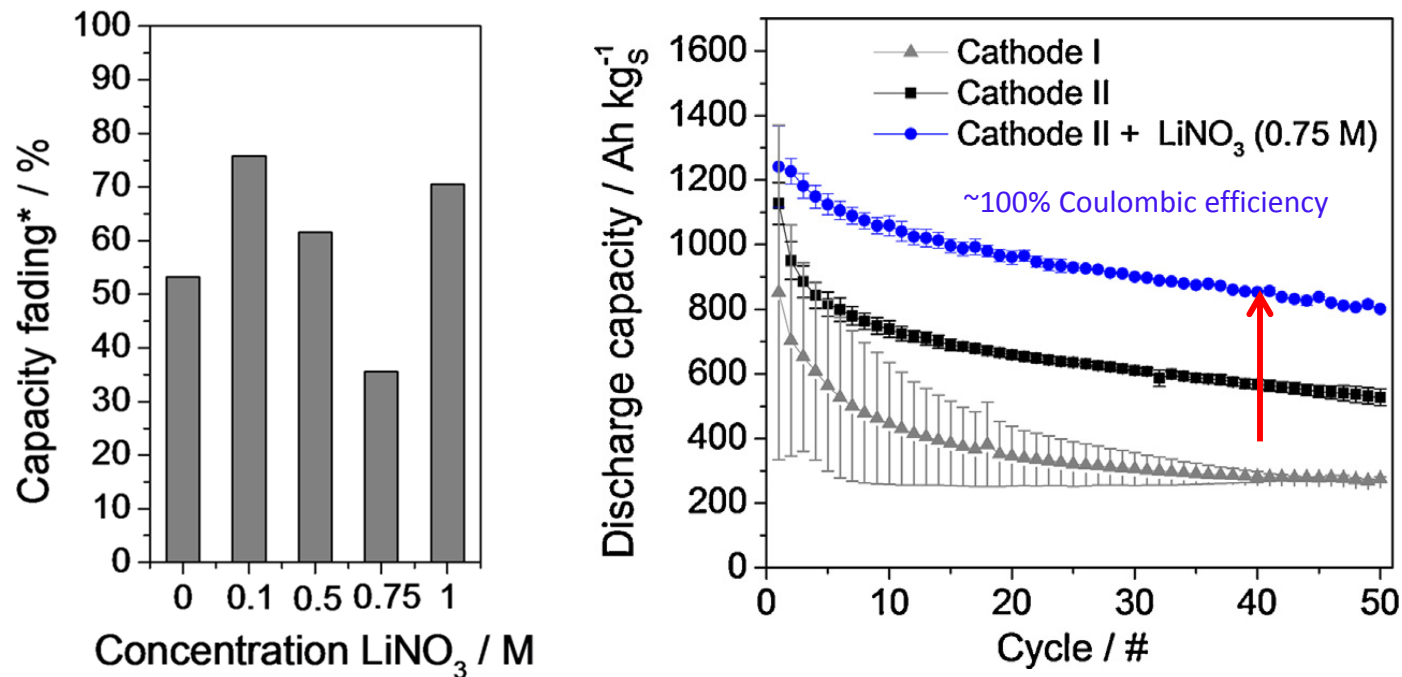 Capacity fading* / %
100
90
80
70
60
50
40
30
20
10
0
0 0.1 0.5 0.75 1
Concentration LiNO₃ / M
Discharge capacity / Ah kg⁻¹_S
1600
1400
1200
1000
800
600
400
200
0
Cathode I
Cathode II
Cathode II + LiNO₃ (0.75 M)
~100% Coulombic efficiency
0 10 20 30 40 50
Cycle / #